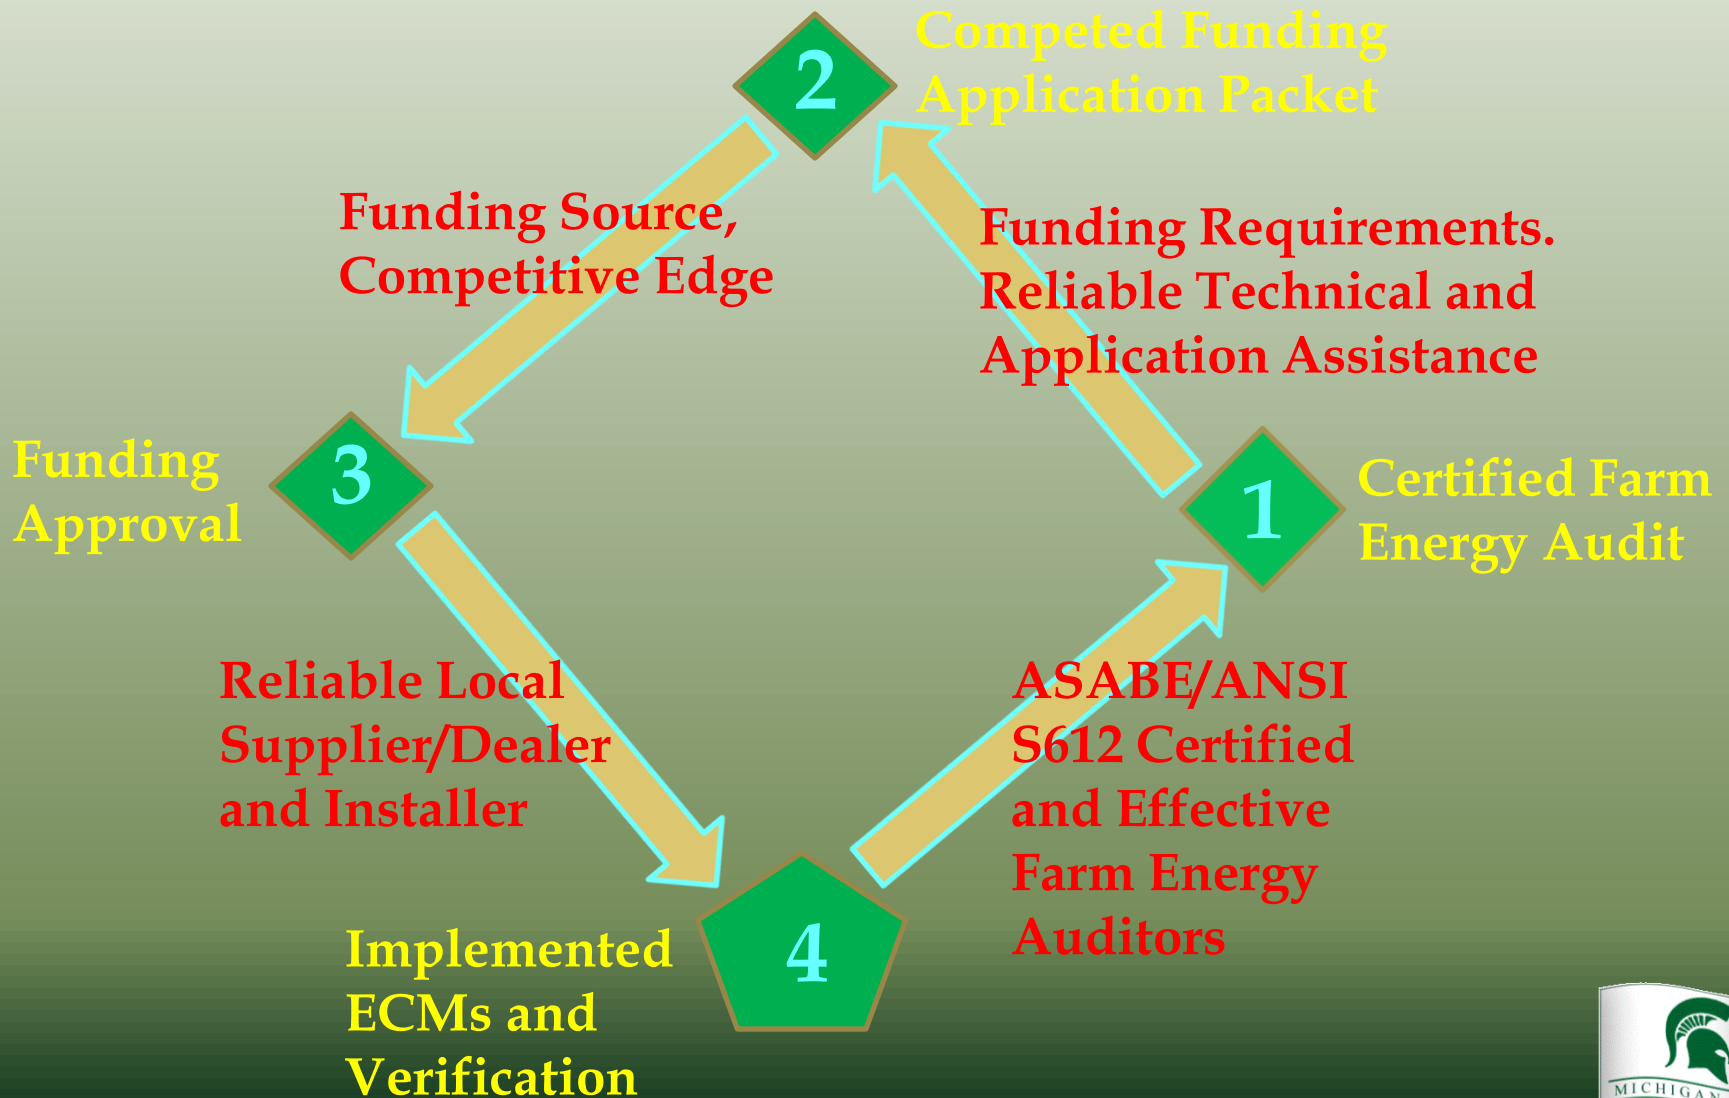 2
Competed Funding
Application Packet
Funding Source,
Competitive Edge
Funding Requirements.
Reliable Technical and
Application Assistance
3
Funding
Approval
1
Certified Farm
Energy Audit
Reliable Local
Supplier/Dealer
and Installer
ASABE/ANSI
S612 Certified
and Effective
Farm Energy
Auditors
4
Implemented
ECMs and
Verification
MICHIGAN